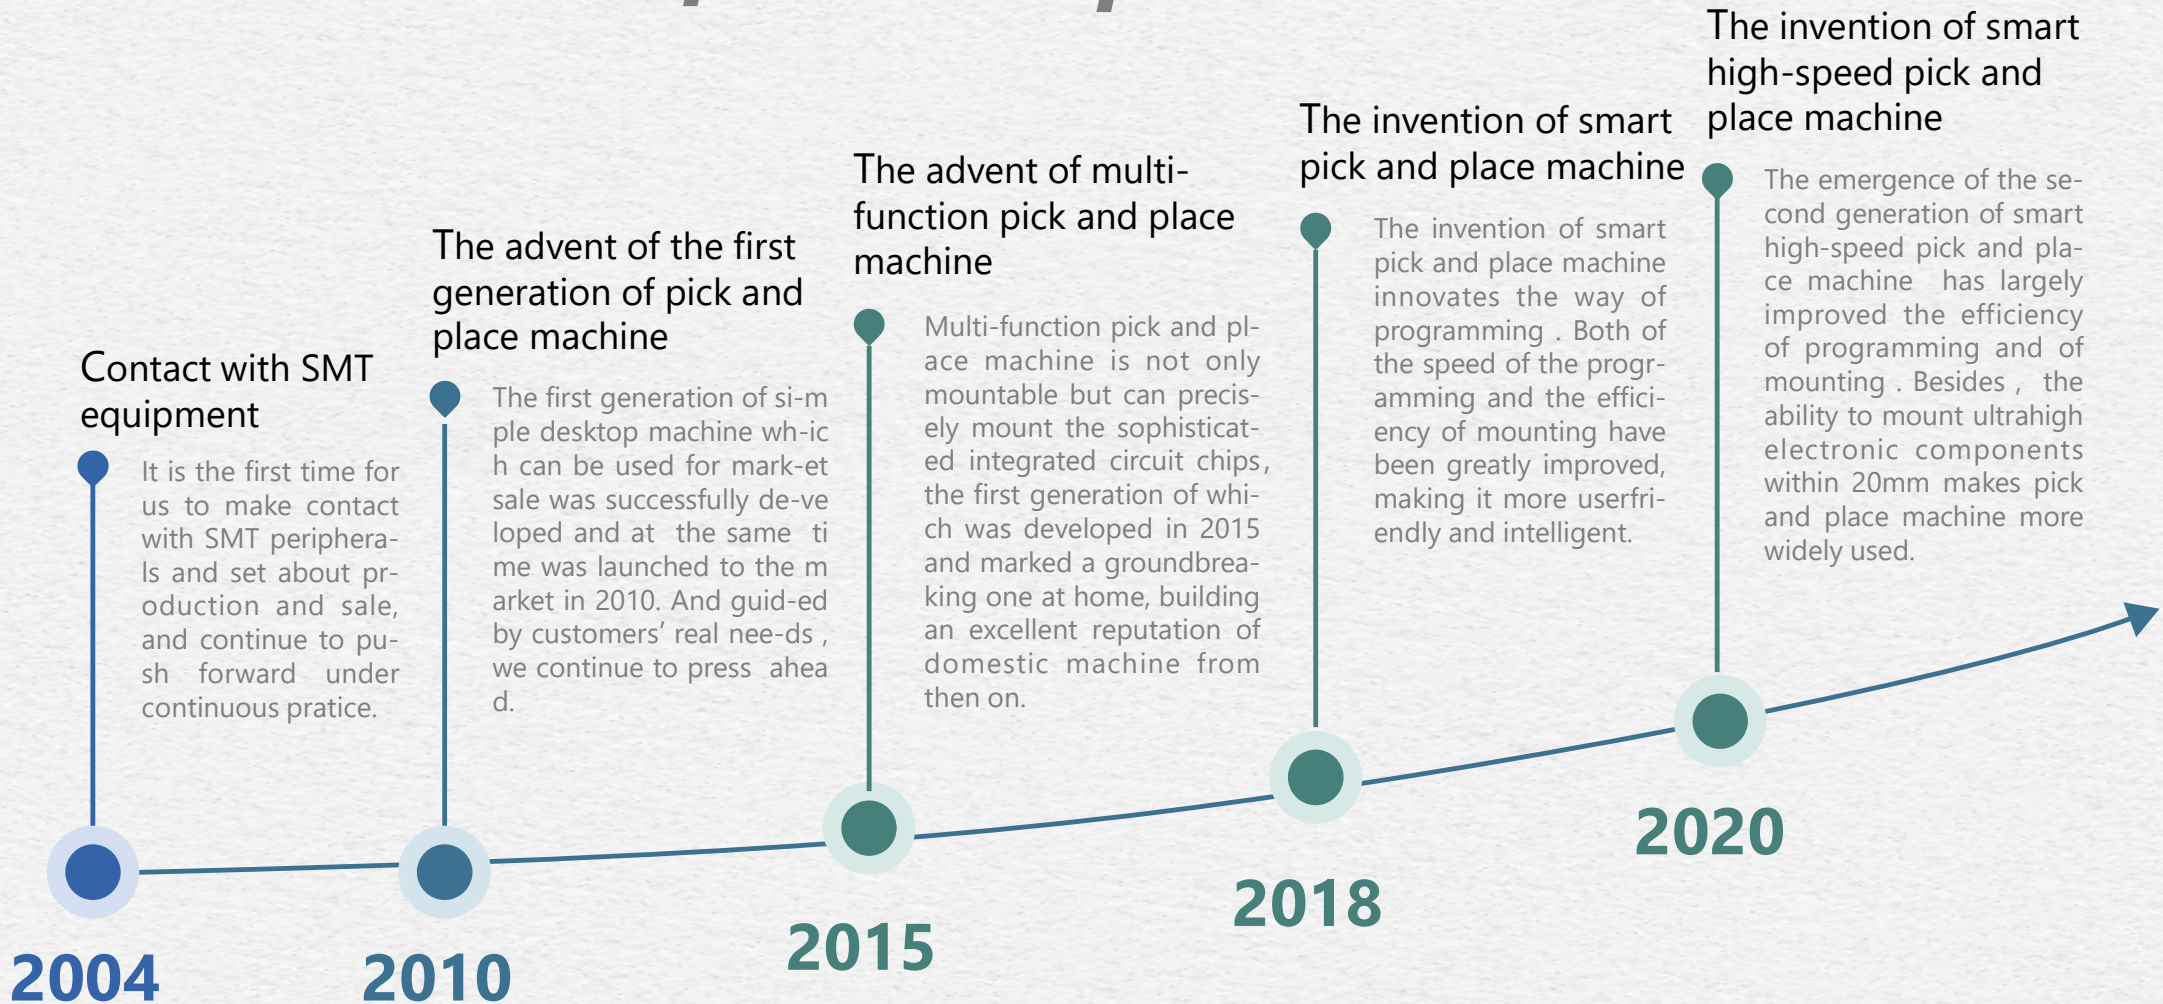 Contact with SMT
equipment
It is the first time for
us to make contact
with SMT periphera-
ls and set about pr-
oduction and sale,
and continue to pu-
sh forward under
continuous pratice.
2004
The advent of the first
generation of pick and
place machine
The first generation of si-m
ple desktop machine wh-ic
h can be used for mark-et
sale was successfully de-ve
loped and at the same ti
me was launched to the m
arket in 2010. And guid-ed
by customers’ real nee-ds ,
we continue to press ahea
d.
2010
The advent of multi-
function pick and place
machine
Multi-function pick and pl-
ace machine is not only
mountable but can precis-
ely mount the sophisticat-
ed integrated circuit chips,
the first generation of whi-
ch was developed in 2015
and marked a groundbrea-
king one at home, building
an excellent reputation of
domestic machine from
then on.
2015
The invention of smart
pick and place machine
The invention of smart
pick and place machine
innovates the way of
programming . Both of
the speed of the progr-
amming and the effici-
ency of mounting have
been greatly improved,
making it more userfri-
endly and intelligent.
2018
The invention of smart
high-speed pick and
place machine
The emergence of the se-
cond generation of smart
high-speed pick and pla-
ce machine has largely
improved the efficiency
of programming and of
mounting . Besides , the
ability to mount ultrahigh
electronic components
within 20mm makes pick
and place machine more
widely used.
2020